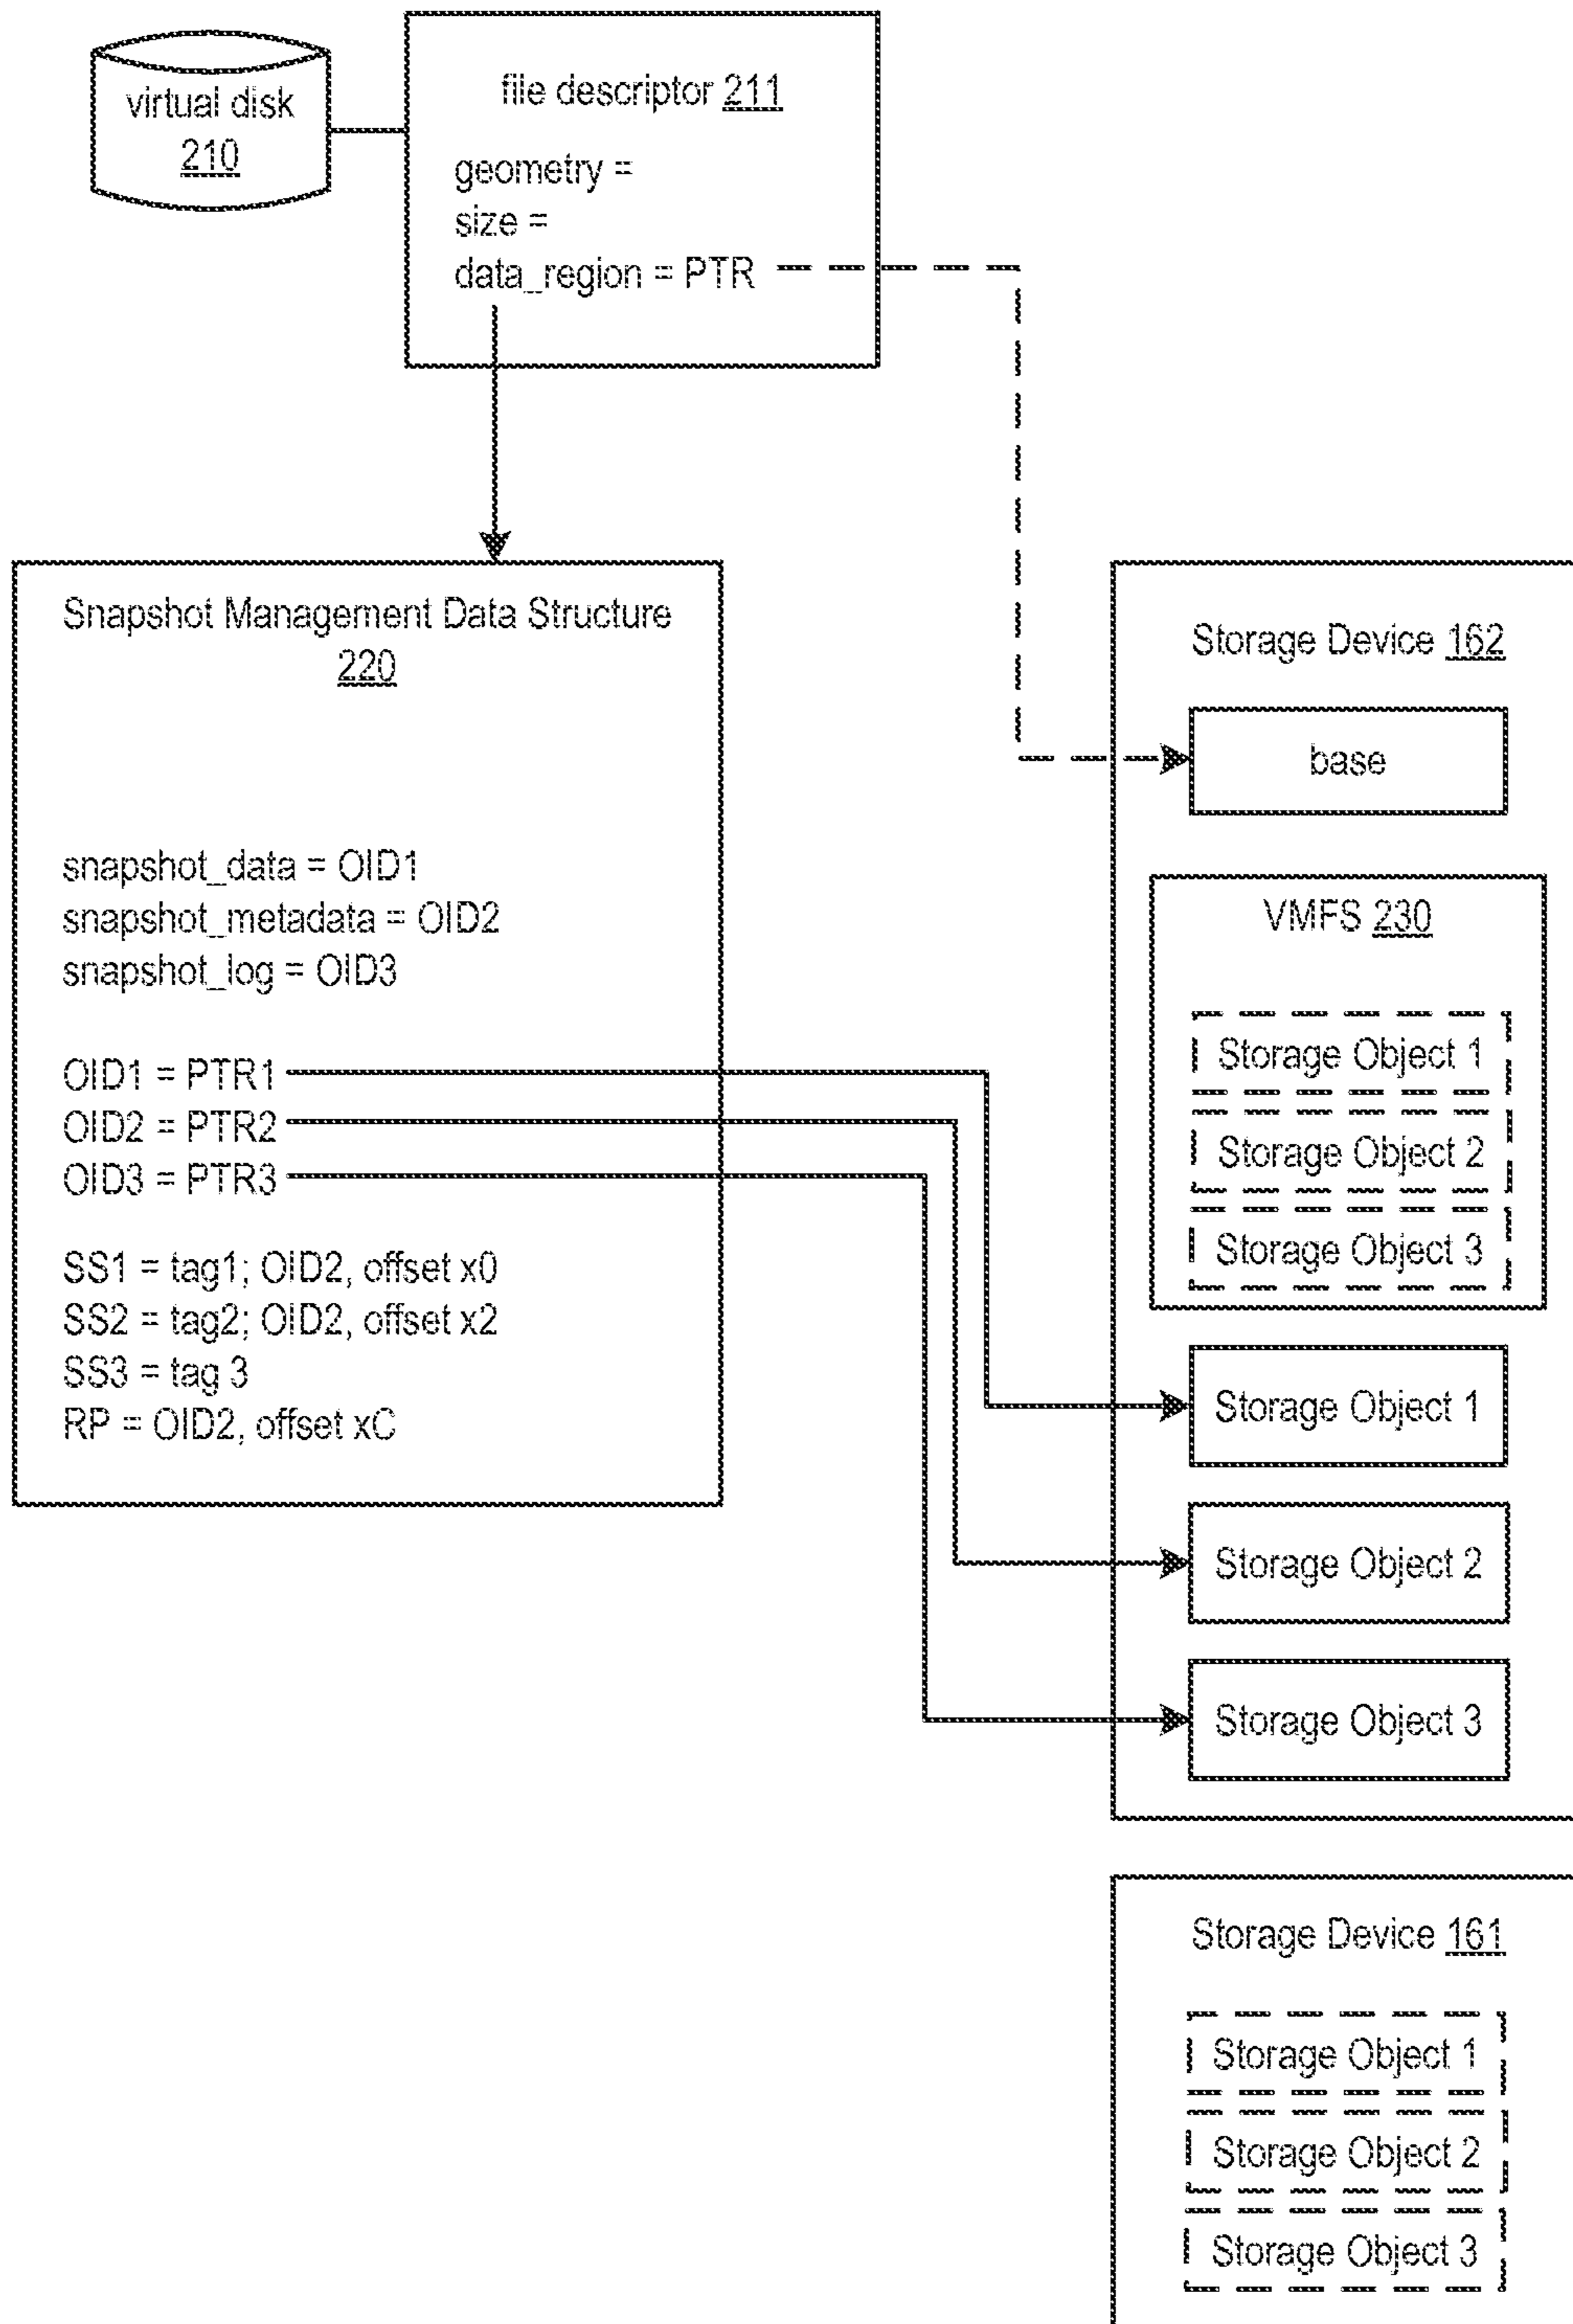 virtual disk
210
file descriptor 211
geometry =
size =
data_region = PTR
Snapshot Management Data Structure
220
snapshot_data = OID1
snapshot_metadata = OID2
snapshot_log = OID3
OID1 = PTR1
OID2 = PTR2
OID3 = PTR3
SS1 = tag1; OID2, offset x0
SS2 = tag2; OID2, offset x2
SS3 = tag 3
RP = OID2, offset xC
Storage Device 162
base
VMFS 230
Storage Object 1
Storage Object 2
Storage Object 3
Storage Object 1
Storage Object 2
Storage Object 3
Storage Device 161
Storage Object 1
Storage Object 2
Storage Object 3